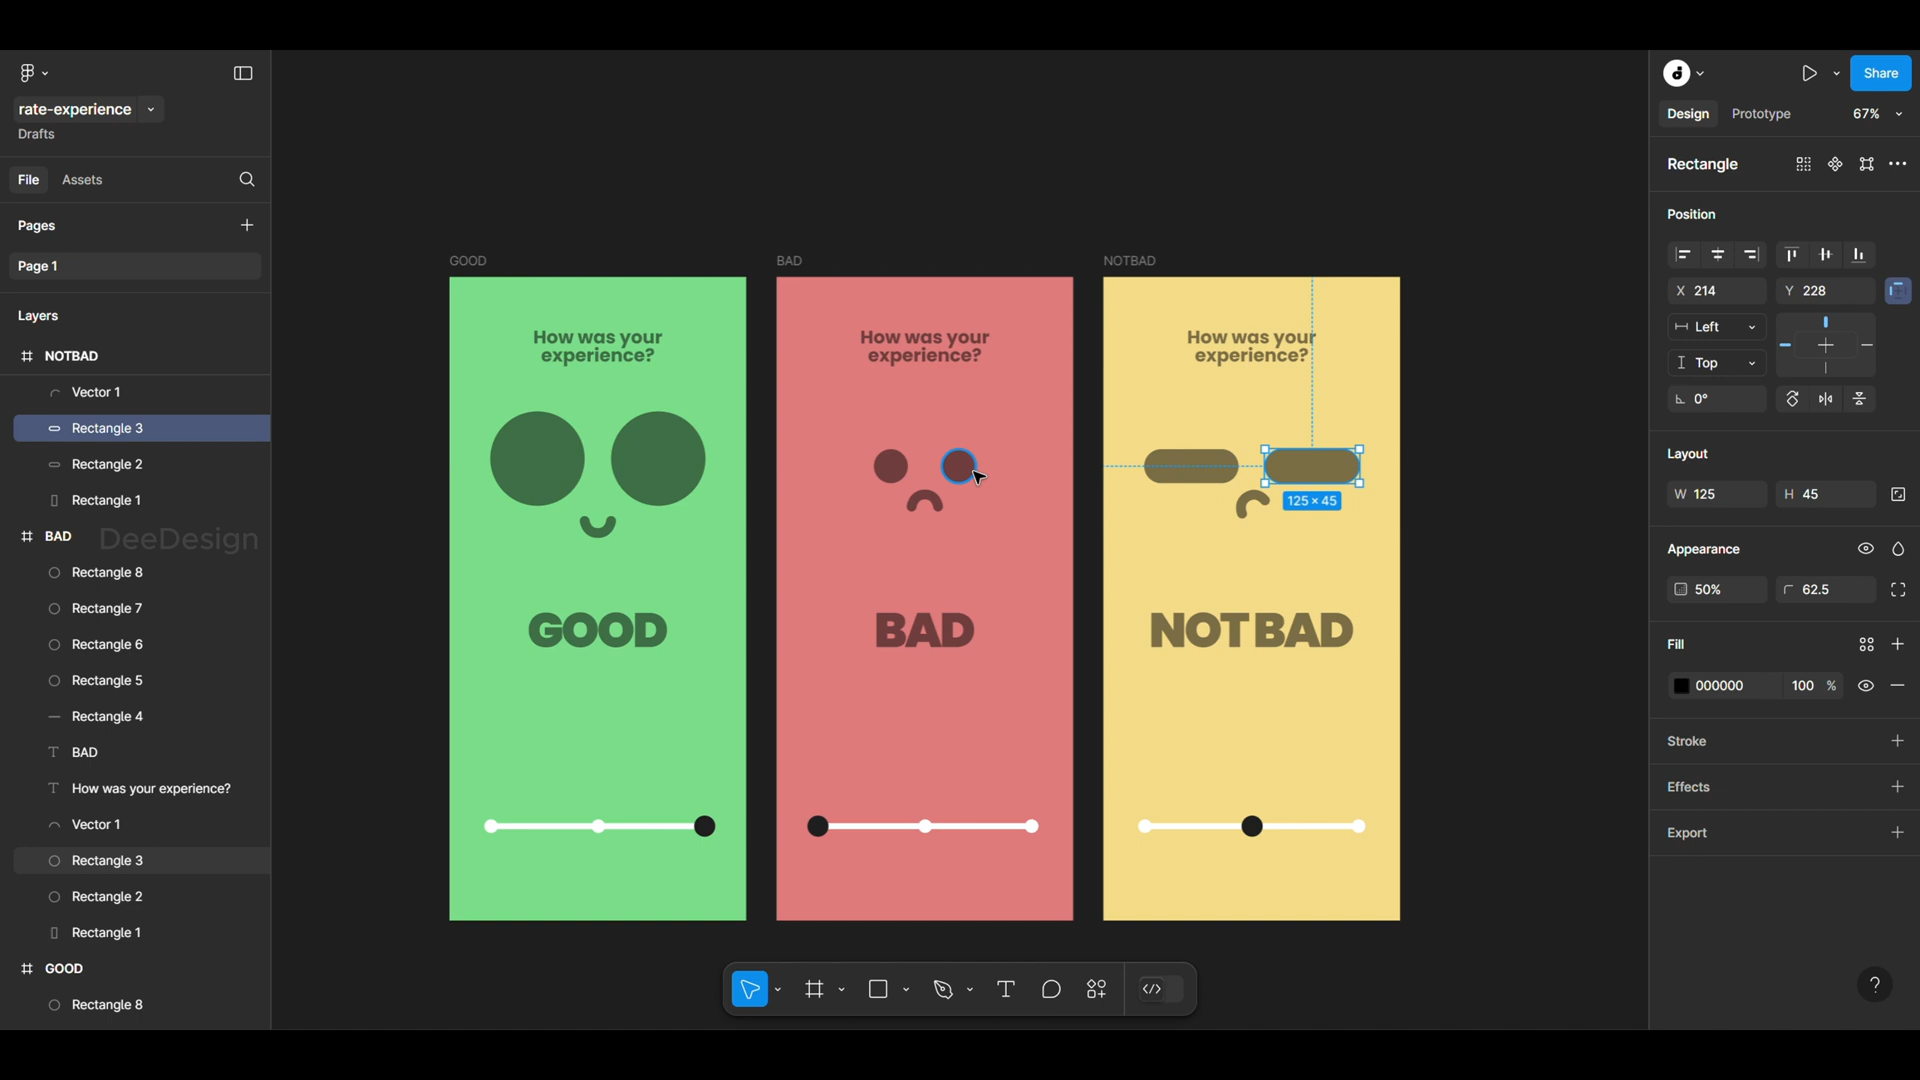 rate-experience
Drafts
File
Assets
Pages
Page 1
Layers
NOTBAD
Vector 1
Rectangle 3
Rectangle 2
Rectangle 1
BAD
DeeDesign
Rectangle 8
Rectangle 7
Rectangle 6
Rectangle 5
Rectangle 4
BAD
How was your experience?
Vector 1
Rectangle 3
Rectangle 2
Rectangle 1
GOOD
Rectangle 8
GOOD
How was your
experience?
GOOD
BAD
How was your
experience?
BAD
NOTBAD
How was your
experience?
125 × 45
NOT BAD
Share
Design
Prototype
67%
Rectangle
Position
X 214
Y 228
Left
Top
0°
Layout
W 125
H 45
Appearance
50%
62.5
Fill
000000
100 %
Stroke
Effects
Export
?